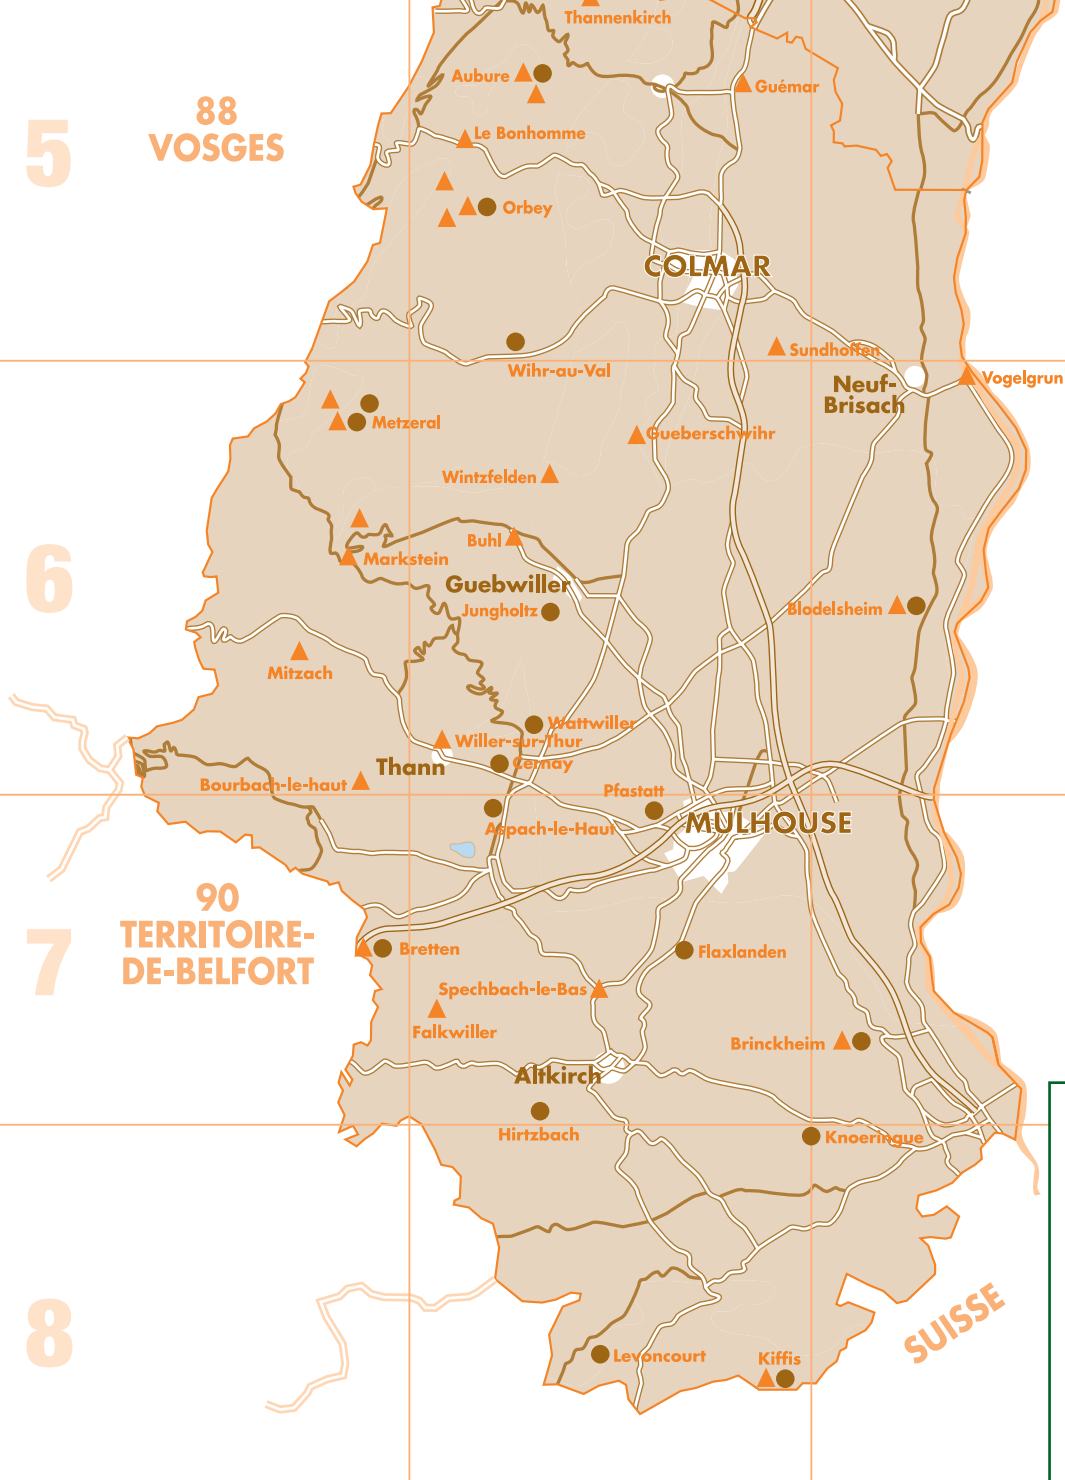 Thannenkirch
Aubure
Guémar
88
VOSGES
5
Le Bonhomme
Orbey
COLMAR
Sundhoffen
Wihr-au-Val
Neuf-
Brisach
Vogelgrun
Metzeral
Gueberschwihr
Wintzfelden
Buhl
Markstein
6
Guebwiller
Jungholtz
Blodelsheim
Mitzach
Wattwiller
Willer-sur-Thur
Thann
Cernay
Bourbach-le-haut
Pfastatt
Aspach-le-Haut
MULHOUSE
90
TERRITOIRE-
DE-BELFORT
7
Bretten
Flaxlanden
Spechbach-le-Bas
Falkwiller
Brinckheim
Altkirch
Hirtzbach
Knoeringue
8
SUISSE
Levoncourt
Kiffis